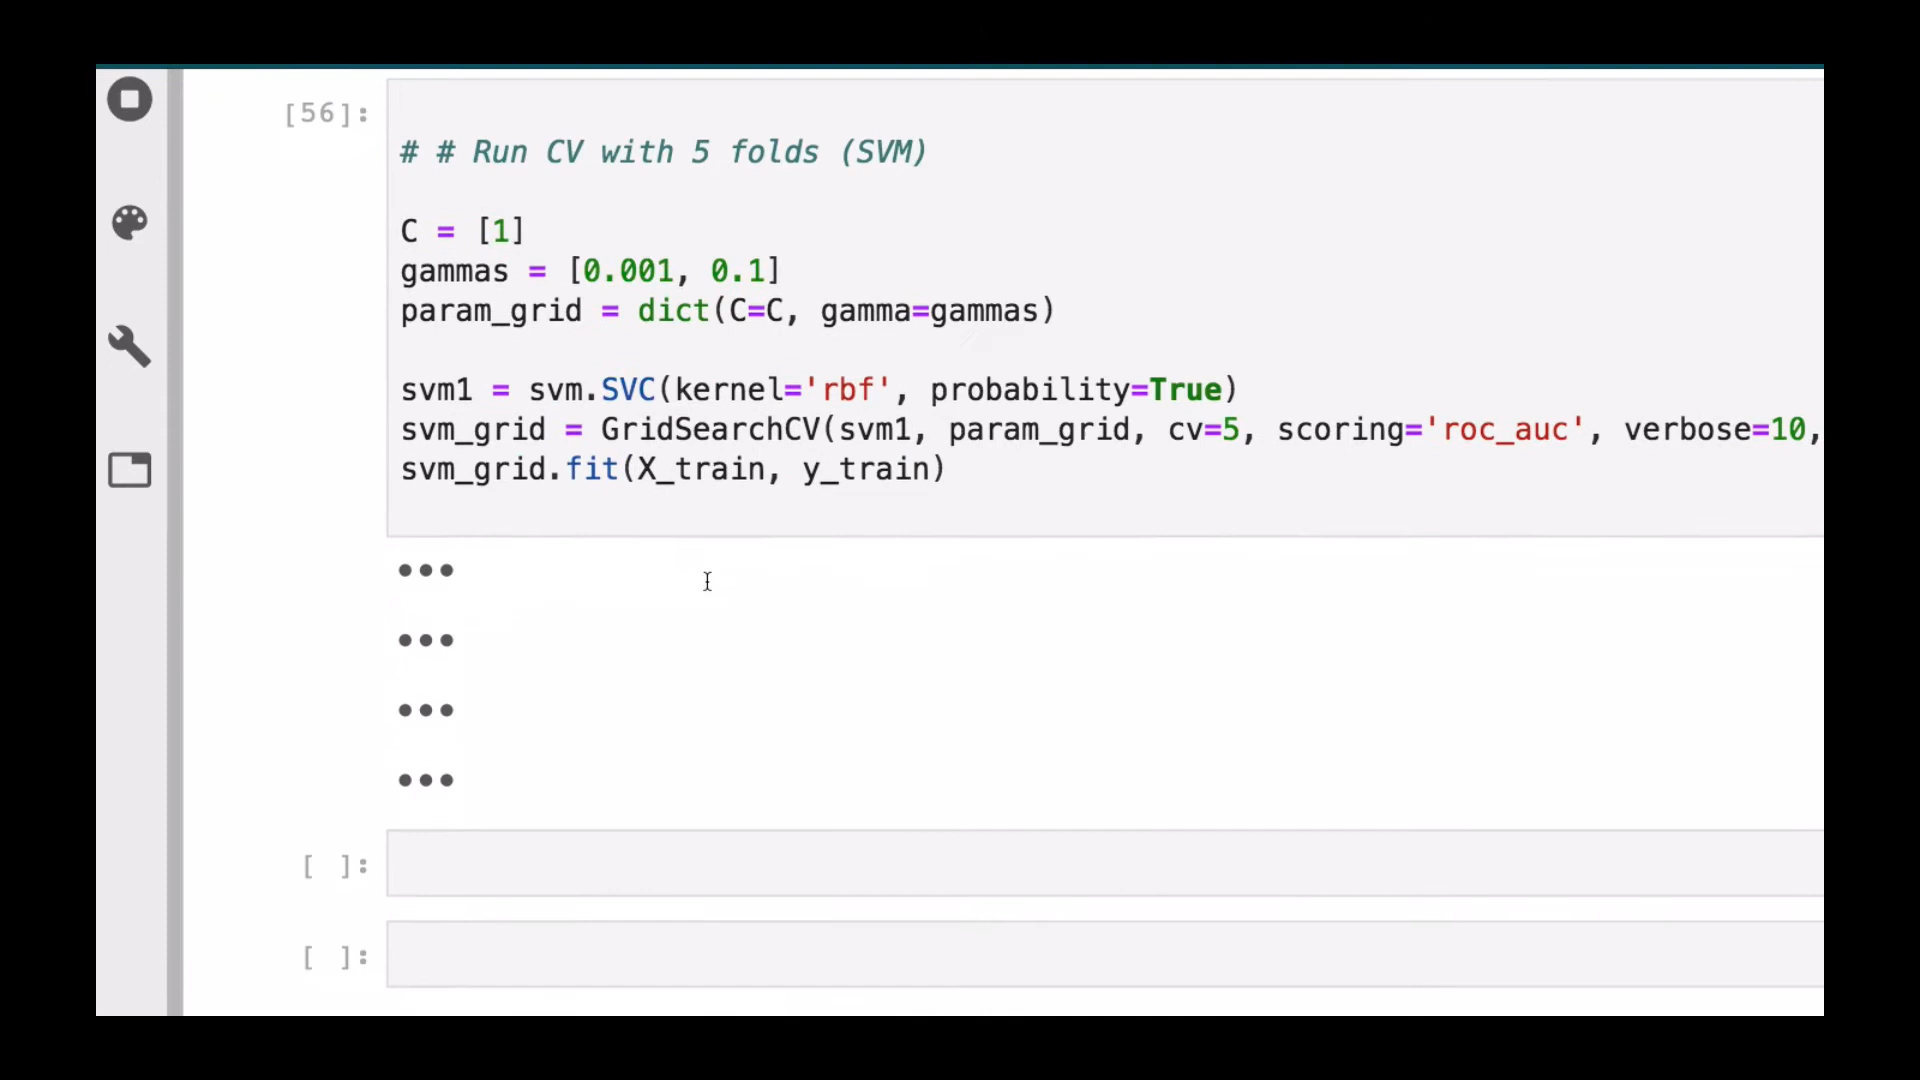 [56]:
# # Run CV with 5 folds (SVM)
C = [1]
gammas = [0.001, 0.1]
param_grid = dict(C=C, gamma=gammas)
svm1 = svm.SVC(kernel='rbf', probability=True)
svm_grid = GridSearchCV(svm1, param_grid, cv=5, scoring='roc_auc', verbose=10,
svm_grid.fit(X_train, y_train)
•••
•••
•••
•••
[ ]:
[ ]: